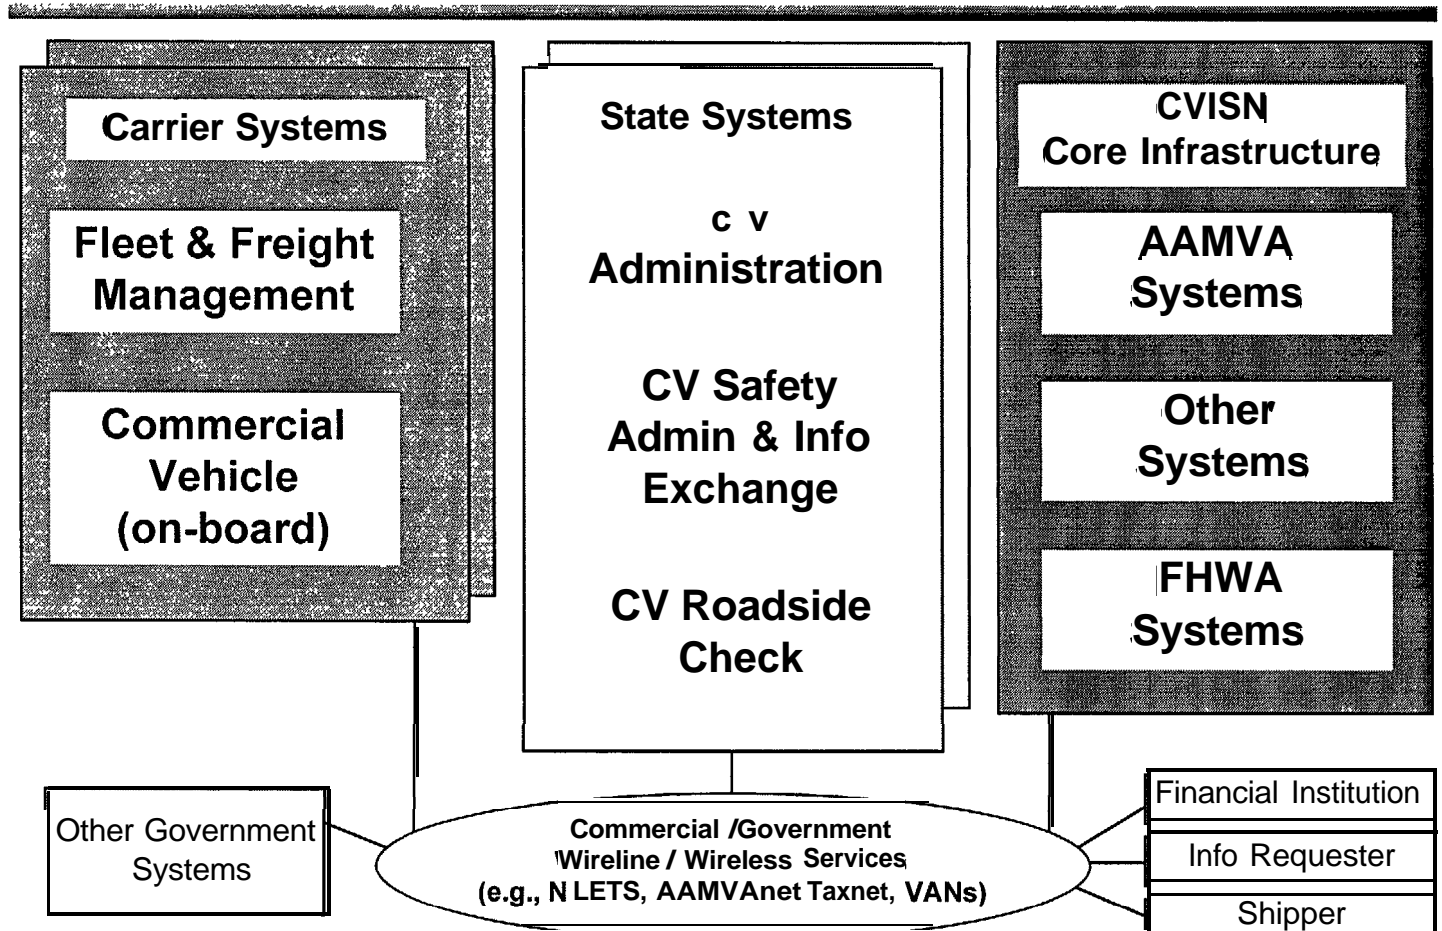 Carrier Systems
Fleet & Freight
Management
Commercial
Vehicle
(on-board)
State Systems
c v
Administration
CV Safety
Admin & Info
Exchange
CV Roadside
Check
CVISN
Core Infrastructure
AAMVA
Systems
Other
Systems
FHWA
Systems
Other Government
Systems
Commercial /Government
Wireline / Wireless Services
(e.g., N LETS, AAMVAnet Taxnet, VANs)
Financial Institution
Info Requester
Shipper